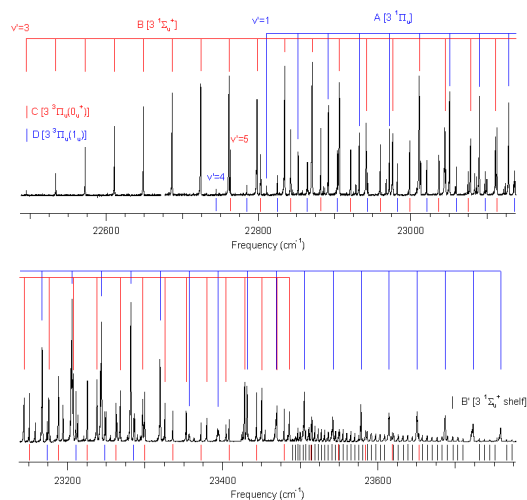 v'=3
B [3 ¹Σᵤ⁺]
v'=1
A [3 ¹Πᵤ]
C [3 ³Πᵤ(0ᵤ⁺)]
D [3 ³Πᵤ(1ᵤ)]
v'=5
v'=4
22600 22800 23000
Frequency (cm⁻¹)
B' [3 ¹Σᵤ⁺ shelf]
23200 23400 23600
Frequency (cm⁻¹)